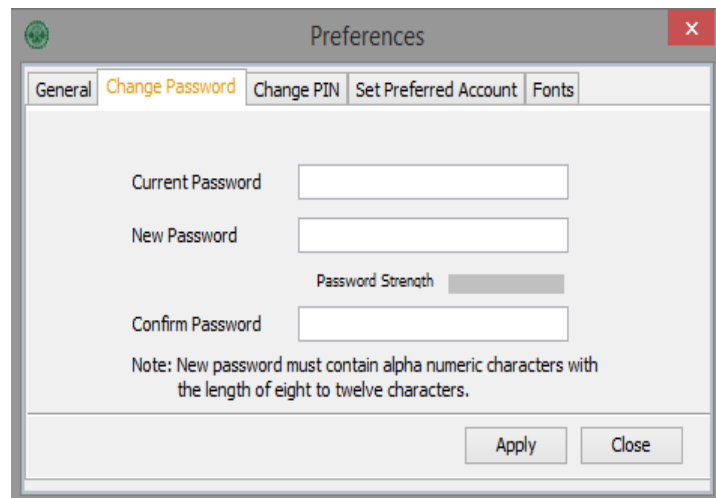 Preferences
x
General Change Password Change PIN Set Preferred Account Fonts
Current Password
New Password
Password Strength
Confirm Password
Note: New password must contain alpha numeric characters with
the length of eight to twelve characters.
Apply Close